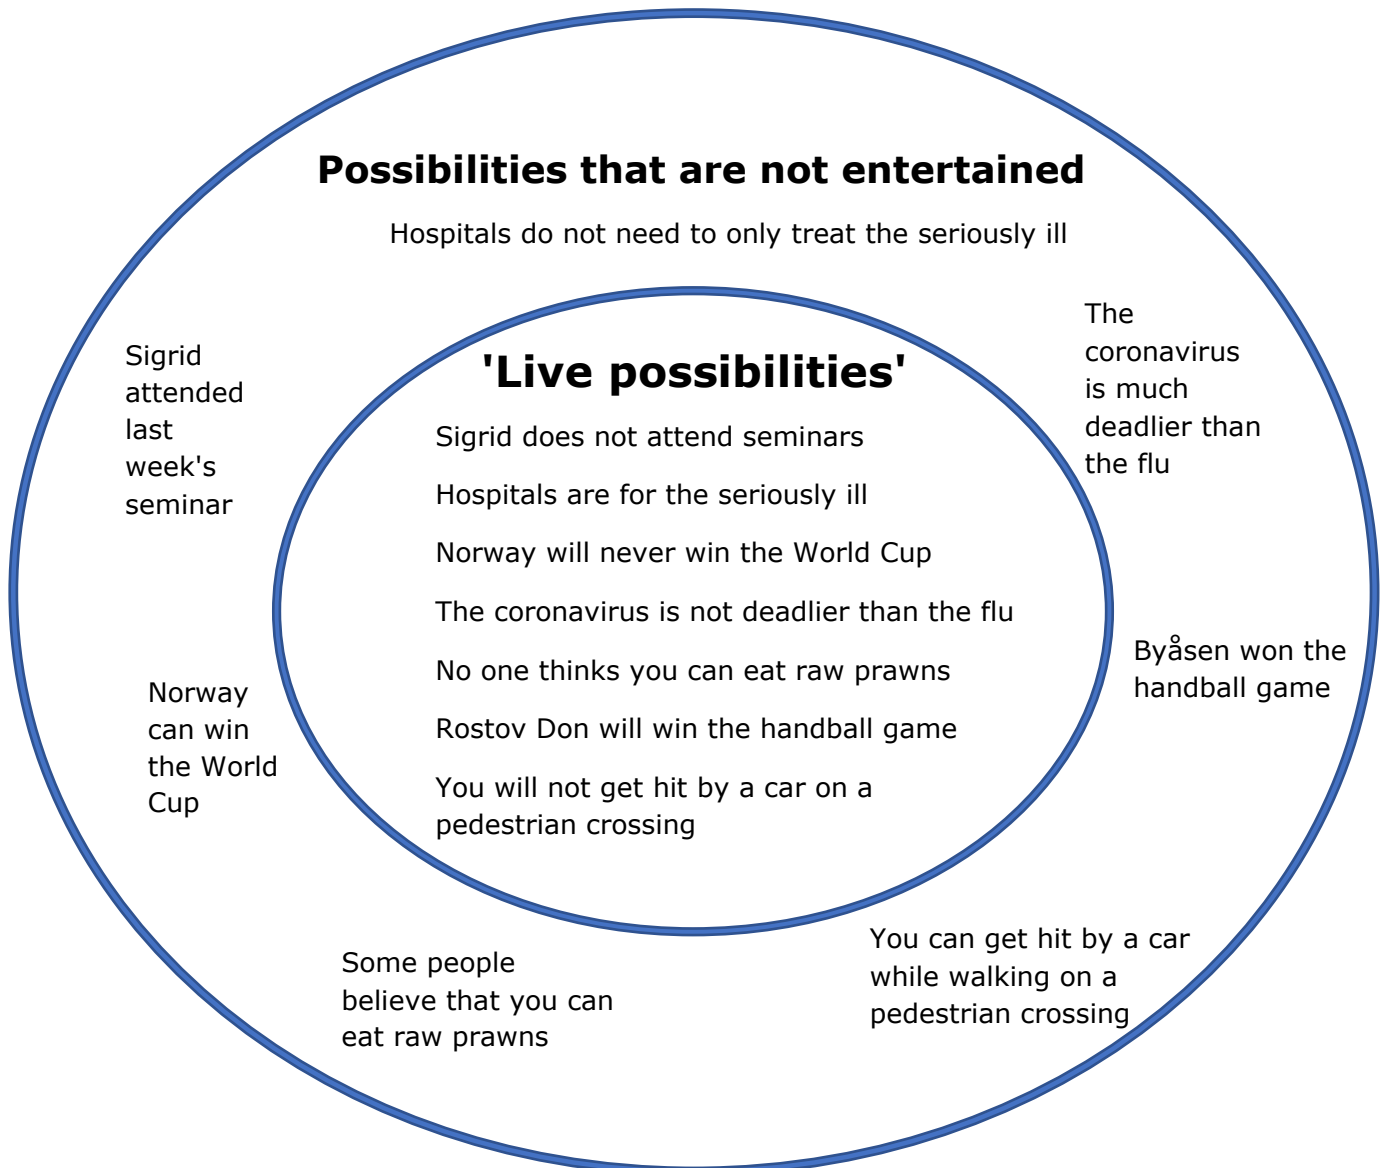 Possibilities that are not entertained
Hospitals do not need to only treat the seriously ill
Sigrid
attended
last
week's
seminar
The
coronavirus
is much
deadlier than
the flu
'Live possibilities'
Sigrid does not attend seminars
Hospitals are for the seriously ill
Norway will never win the World Cup
The coronavirus is not deadlier than the flu
No one thinks you can eat raw prawns
Rostov Don will win the handball game
You will not get hit by a car on a
pedestrian crossing
Norway
can win
the World
Cup
Byåsen won the
handball game
Some people
believe that you can
eat raw prawns
You can get hit by a car
while walking on a
pedestrian crossing